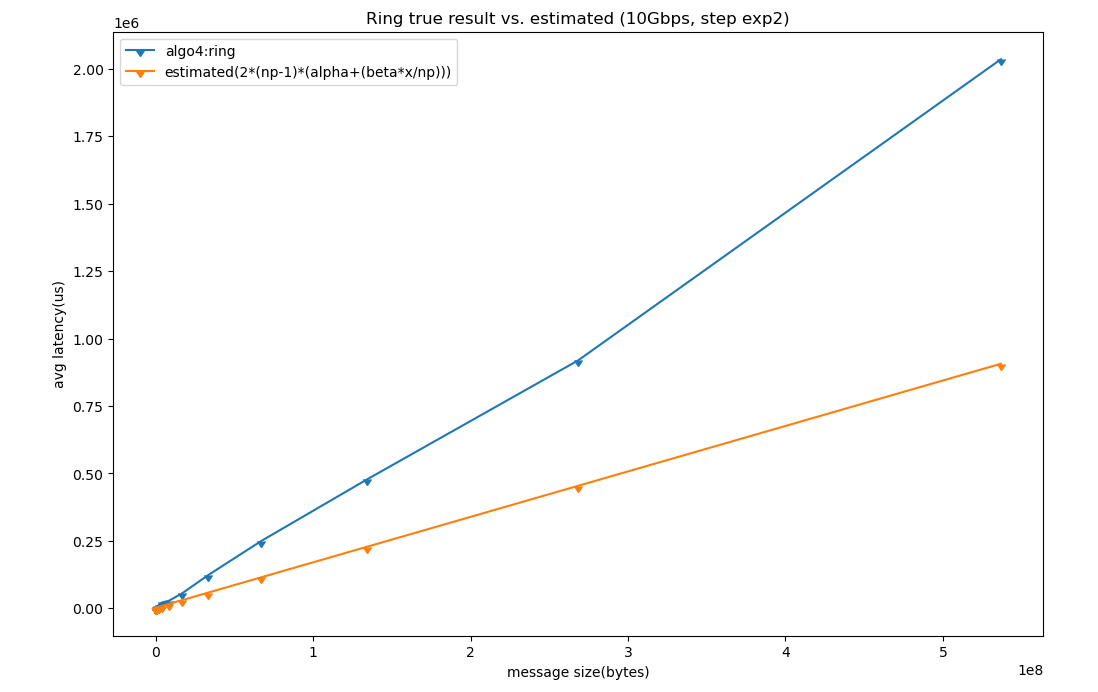 Ring true result vs. estimated (10Gbps, step exp2)
1e6
algo4:ring
estimated(2*(np-1)*(alpha+(beta*x/np)))
2.00
1.75
1.50
1.25
1.00
0.75
0.50
0.25
0.00
avg latency(us)
0 1 2 3 4 5
1e8
message size(bytes)